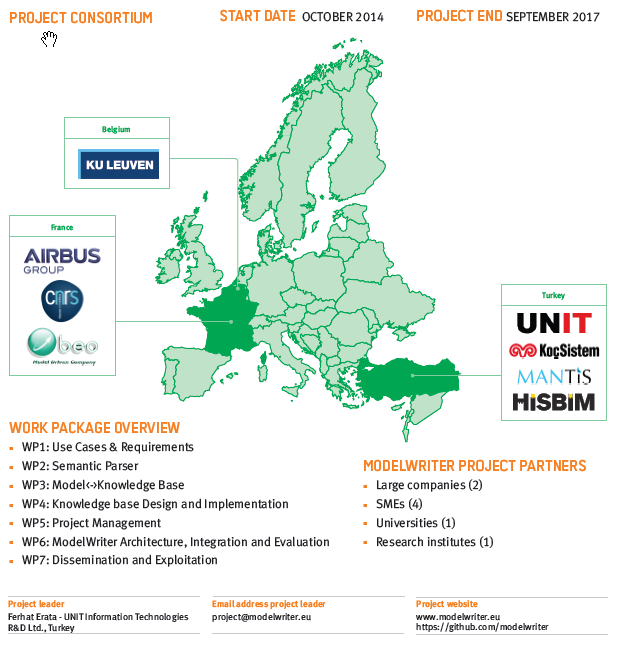 PROJECT CONSORTIUM
START DATE OCTOBER 2014
PROJECT END SEPTEMBER 2017
Belgium
KU LEUVEN
France
AIRBUS
GROUP
cnrs
obeo
Model Driven Company
Turkey
UNIT
KoçSistem
MANTIS
HiSBiM
WORK PACKAGE OVERVIEW
WP1: Use Cases & Requirements
WP2: Semantic Parser
WP3: Model<->Knowledge Base
WP4: Knowledge base Design and Implementation
WP5: Project Management
WP6: ModelWriter Architecture, Integration and Evaluation
WP7: Dissemination and Exploitation
MODELWRITER PROJECT PARTNERS
Large companies (2)
SMEs (4)
Universities (1)
Research institutes (1)
Project leader
Ferhat Erata - UNIT Information Technologies
R&D Ltd., Turkey
Email address project leader
project@modelwriter.eu
Project website
www.modelwriter.eu
https://github.com/modelwriter